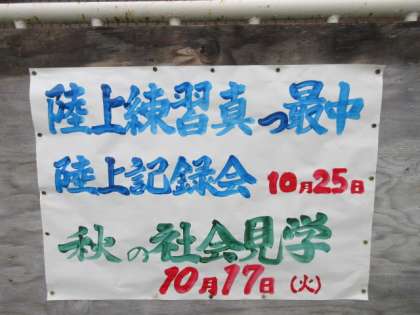 陸上練習真っ最中
陸上記録会 10月25日
秋の社会見学
10月17日（火）